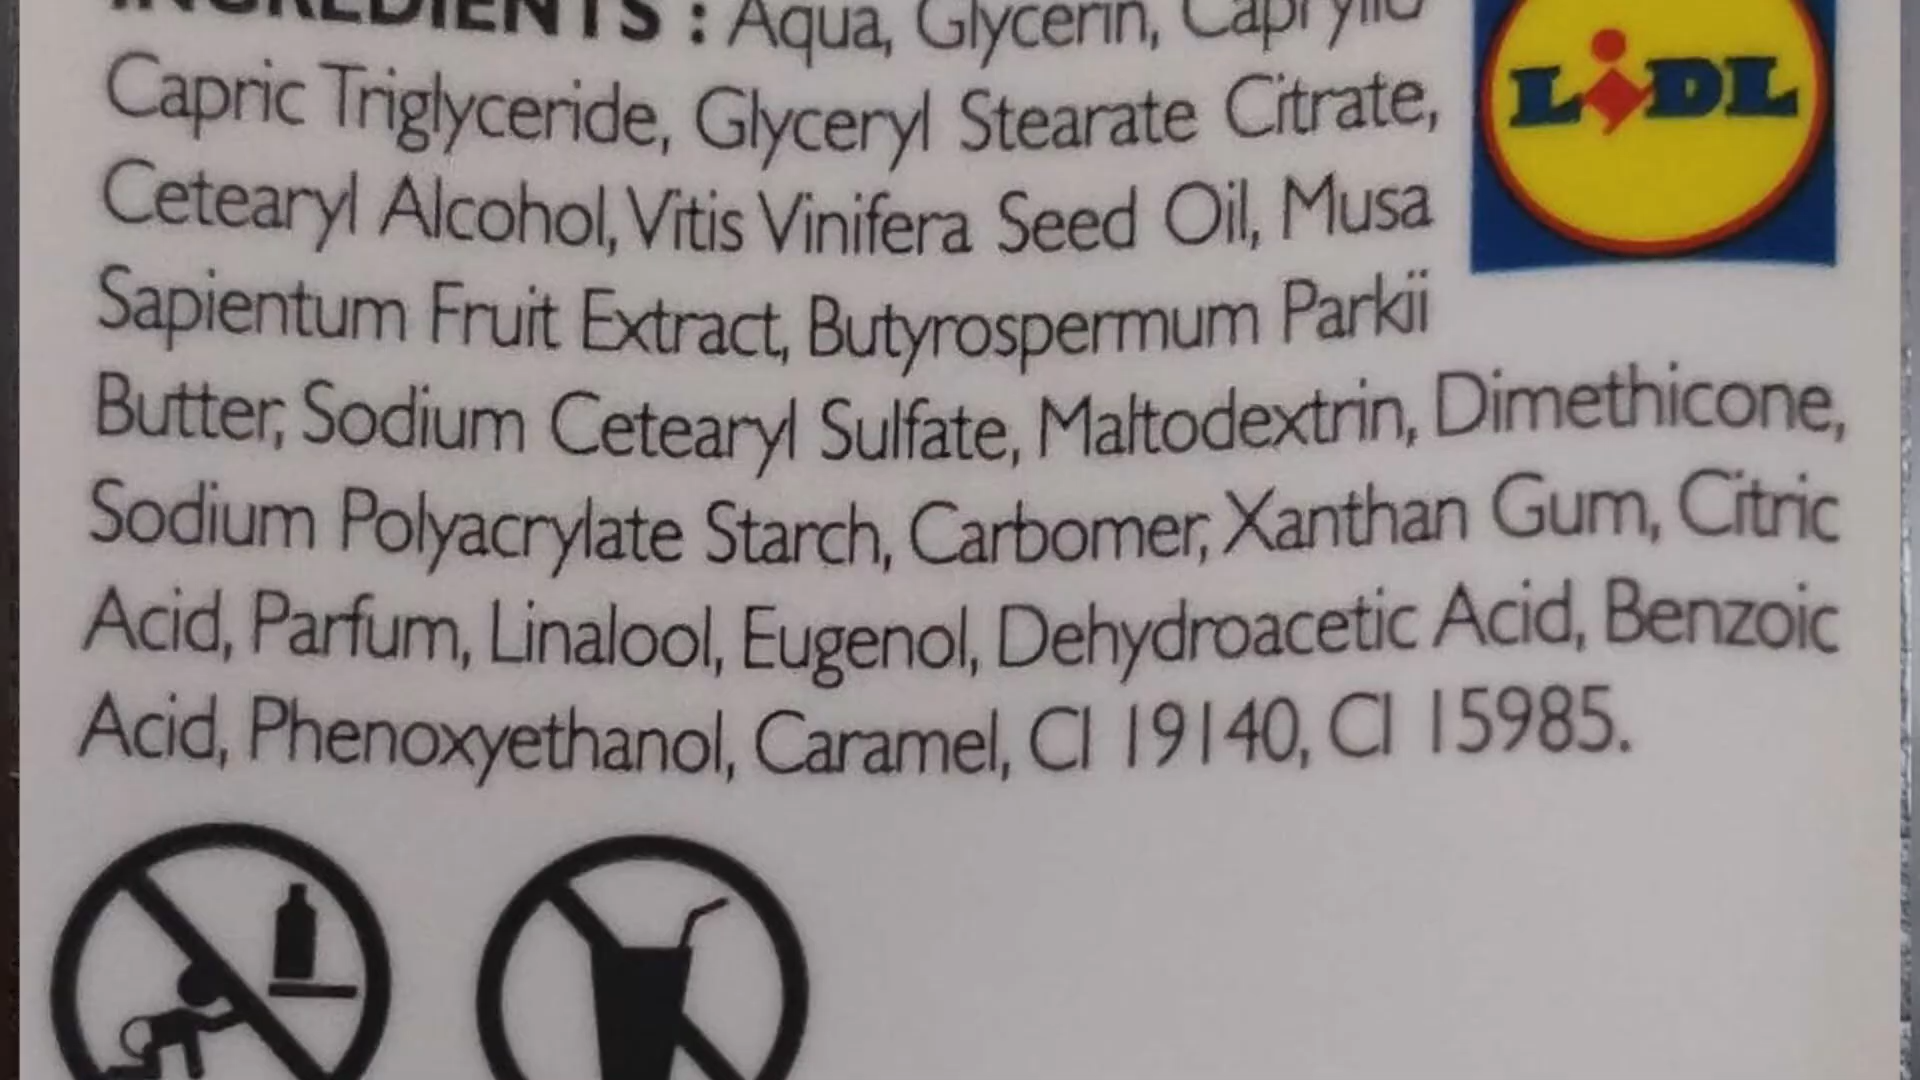 INGREDIENTS : Aqua, Glycerin, Caprylic
Capric Triglyceride, Glyceryl Stearate Citrate,
Cetearyl Alcohol, Vitis Vinifera Seed Oil, Musa
Sapientum Fruit Extract, Butyrospermum Parkii
Butter, Sodium Cetearyl Sulfate, Maltodextrin, Dimethicone,
Sodium Polyacrylate Starch, Carbomer, Xanthan Gum, Citric
Acid, Parfum, Linalool, Eugenol, Dehydroacetic Acid, Benzoic
Acid, Phenoxyethanol, Caramel, CI 19140, CI 15985.
LIDL